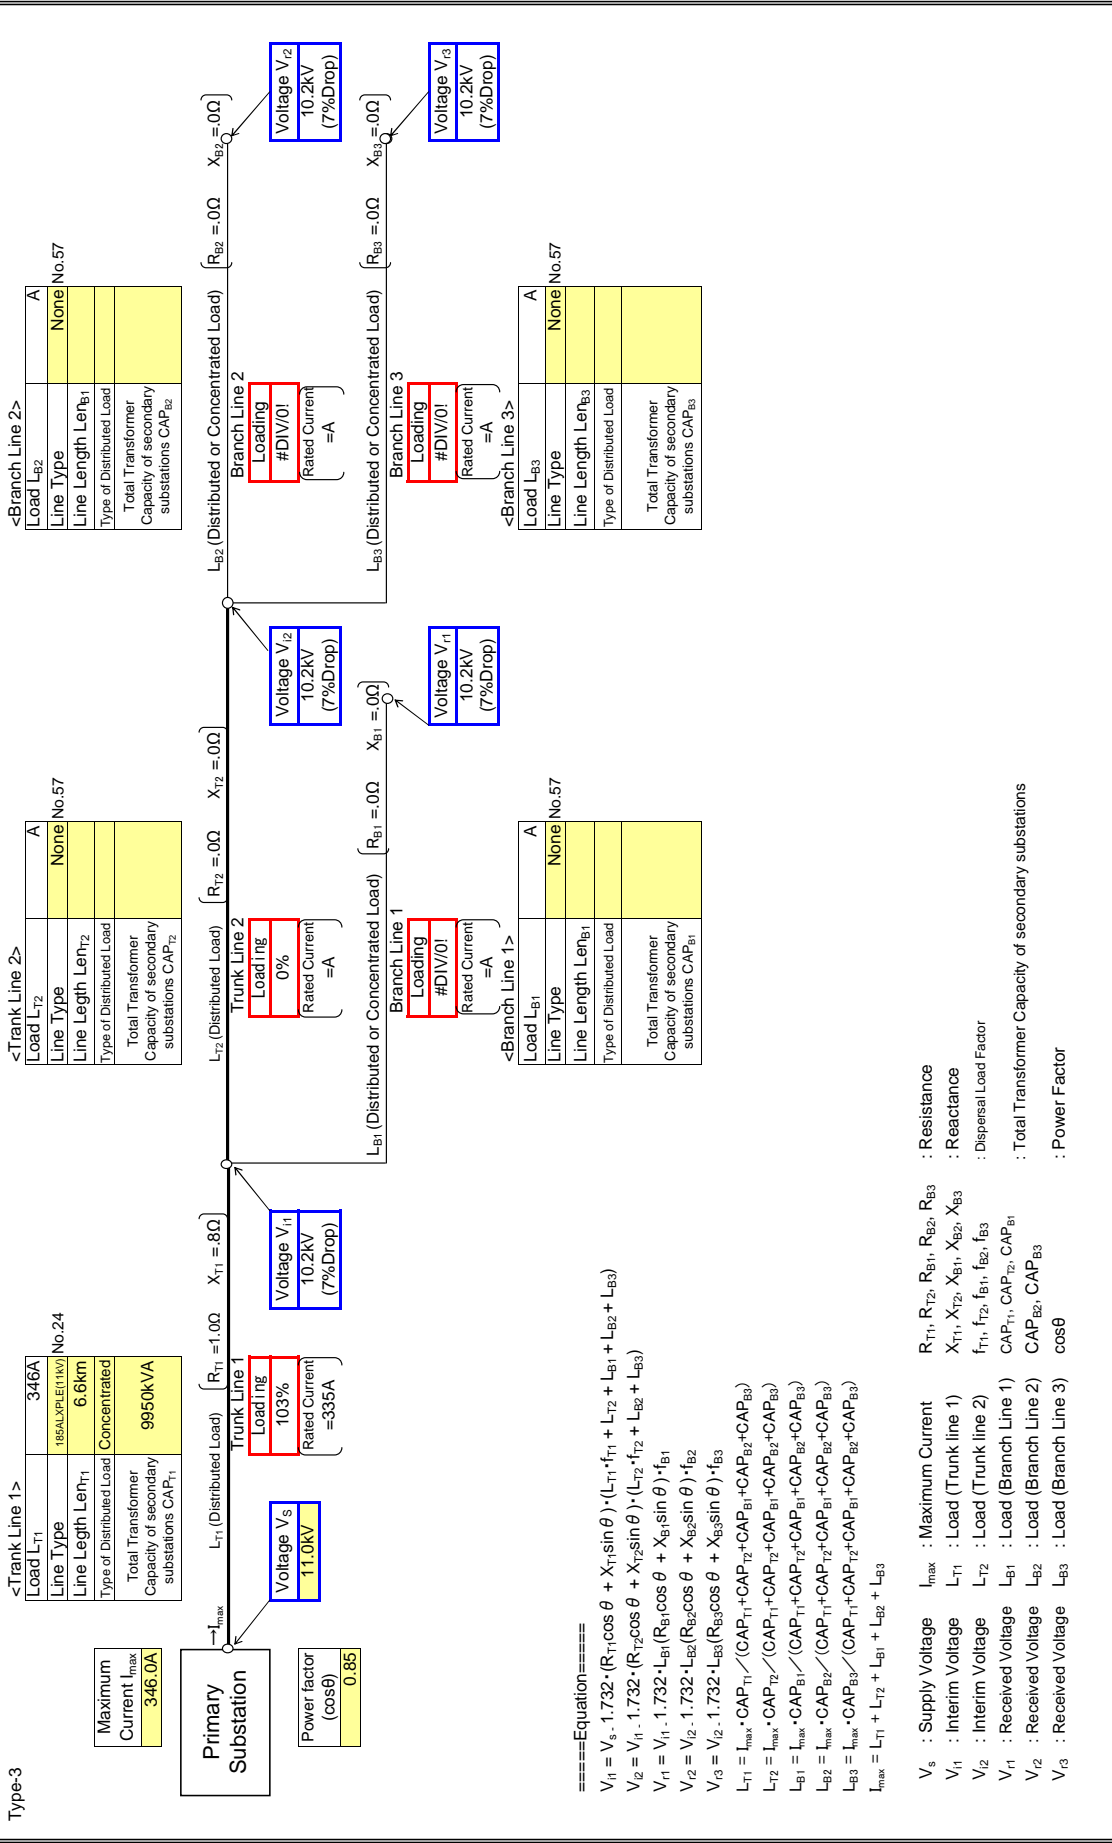 Type-3
Maximum
Current Imax
346.0A
Primary
Substation
Power factor
(cosθ)
0.85
→Imax
Voltage VS
11.0kV
<Trank Line 1>
Load LT1 346A
Line Type 185ALXPLE(11kV) No.24
Line Legth LenT1 6.6km
Type of Distributed Load Concentrated
Total Transformer
Capacity of secondary
substations CAPT1
9950kVA
LT1 (Distributed Load) RT1 =1.0Ω XT1 =.8Ω
Trunk Line 1
Loading
103%
Rated Current
=335A
Voltage Vi1
10.2kV
(7%Drop)
<Trank Line 2>
Load LT2 A
Line Type None No.57
Line Length LenT2
Type of Distributed Load
Total Transformer
Capacity of secondary
substations CAPT2
LT2 (Distributed Load) RT2 =.0Ω XT2 =.0Ω
Trunk Line 2
Loading
0%
Rated Current
=A
Voltage Vi2
10.2kV
(7%Drop)
LB1 (Distributed or Concentrated Load) RB1 =.0Ω XB1 =.0Ω
Branch Line 1
Loading
#DIV/0!
Rated Current
=A
Voltage Vr1
10.2kV
(7%Drop)
<Branch Line 1>
Load LB1 A
Line Type None No.57
Line Length LenB1
Type of Distributed Load
Total Transformer
Capacity of secondary
substations CAPB1
<Branch Line 2>
Load LB2 A
Line Type None No.57
Line Length LenB1
Type of Distributed Load
Total Transformer
Capacity of secondary
substations CAPB2
LB2 (Distributed or Concentrated Load) RB2 =.0Ω XB2 =.0Ω
Branch Line 2
Loading
#DIV/0!
Rated Current
=A
Voltage Vr2
10.2kV
(7%Drop)
LB3 (Distributed or Concentrated Load) RB3 =.0Ω XB3 =.0Ω
Branch Line 3
Loading
#DIV/0!
Rated Current
=A
Voltage Vr3
10.2kV
(7%Drop)
<Branch Line 3>
Load LB3 A
Line Type None No.57
Line Length LenB3
Type of Distributed Load
Total Transformer
Capacity of secondary
substations CAPB3
=====Equation=====
Vi1 = Vs - 1.732・(RT1cos θ + XT1sin θ)・(LT1・fT1 + LT2 + LB1 + LB2 + LB3)
Vi2 = Vi1 - 1.732・(RT2cos θ + XT2sin θ)・(LT2・fT2 + LB2 + LB3)
Vr1 = Vi1 - 1.732・LB1(RB1cos θ + XB1sin θ)・fB1
Vr2 = Vi2 - 1.732・LB2(RB2cos θ + XB2sin θ)・fB2
Vr3 = Vi2 - 1.732・LB3(RB3cos θ + XB3sin θ)・fB3
LT1 = Imax・CAPT1／(CAPT1+CAPT2+CAPB1+CAPB2+CAPB3)
LT2 = Imax・CAPT2／(CAPT1+CAPT2+CAPB1+CAPB2+CAPB3)
LB1 = Imax・CAPB1／(CAPT1+CAPT2+CAPB1+CAPB2+CAPB3)
LB2 = Imax・CAPB2／(CAPT1+CAPT2+CAPB1+CAPB2+CAPB3)
LB3 = Imax・CAPB3／(CAPT1+CAPT2+CAPB1+CAPB2+CAPB3)
Imax = LT1 + LT2 + LB1 + LB2 + LB3
Vs : Supply Voltage Imax : Maximum Current RT1, RT2, RB1, RB2, RB3 : Resistance
Vi1 : Interim Voltage LT1 : Load (Trunk line 1) XT1, XT2, XB1, XB2, XB3 : Reactance
Vi2 : Interim Voltage LT2 : Load (Trunk line 2) fT1, fT2, fB1, fB2, fB3 : Dispersal Load Factor
Vr1 : Received Voltage LB1 : Load (Branch Line 1) CAPT1, CAPT2, CAPB1
Vr2 : Received Voltage LB2 : Load (Branch Line 2) CAPB2, CAPB3 : Total Transformer Capacity of secondary substations
Vr3 : Received Voltage LB3 : Load (Branch Line 3) cosθ : Power Factor